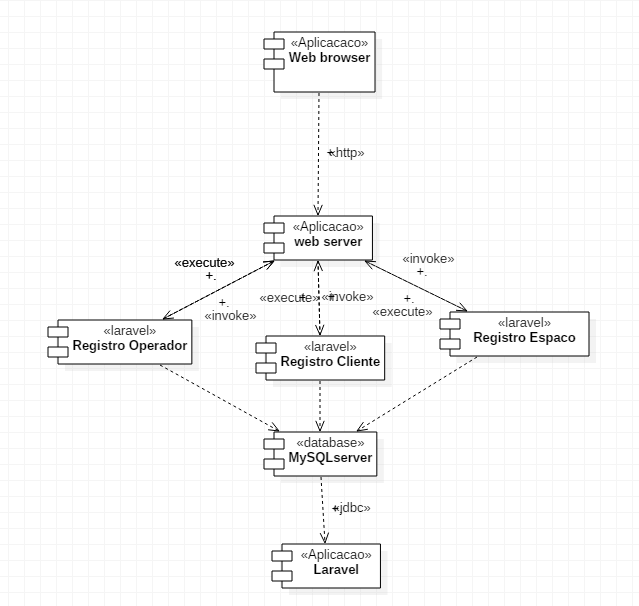 «Aplicacaco»
Web browser
+
«http»
«Aplicacao»
web server
«execute»
+.
«invoke»
+.
+.
«invoke»
«execute»
+
+
«invoke»
+.
«execute»
«laravel»
Registro Operador
«laravel»
Registro Cliente
«laravel»
Registro Espaco
«database»
MySQLserver
+
«jdbc»
«Aplicacao»
Laravel